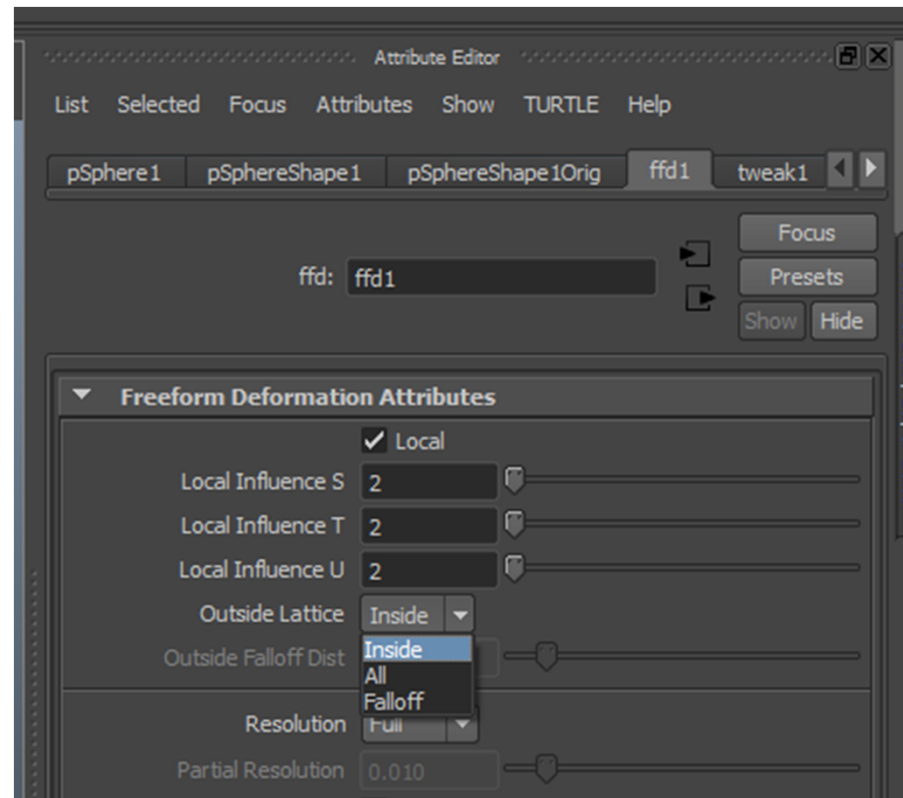 Attribute Editor
List Selected Focus Attributes Show TURTLE Help
pSphere1 pSphereShape1 pSphereShape1Orig ffd1 tweak1
Focus
ffd: ffd1
Presets
Show Hide
Freeform Deformation Attributes
Local
Local Influence S 2
Local Influence T 2
Local Influence U 2
Outside Lattice Inside
Outside Falloff Dist
Inside
All
Falloff
Resolution Full
Partial Resolution 0.010